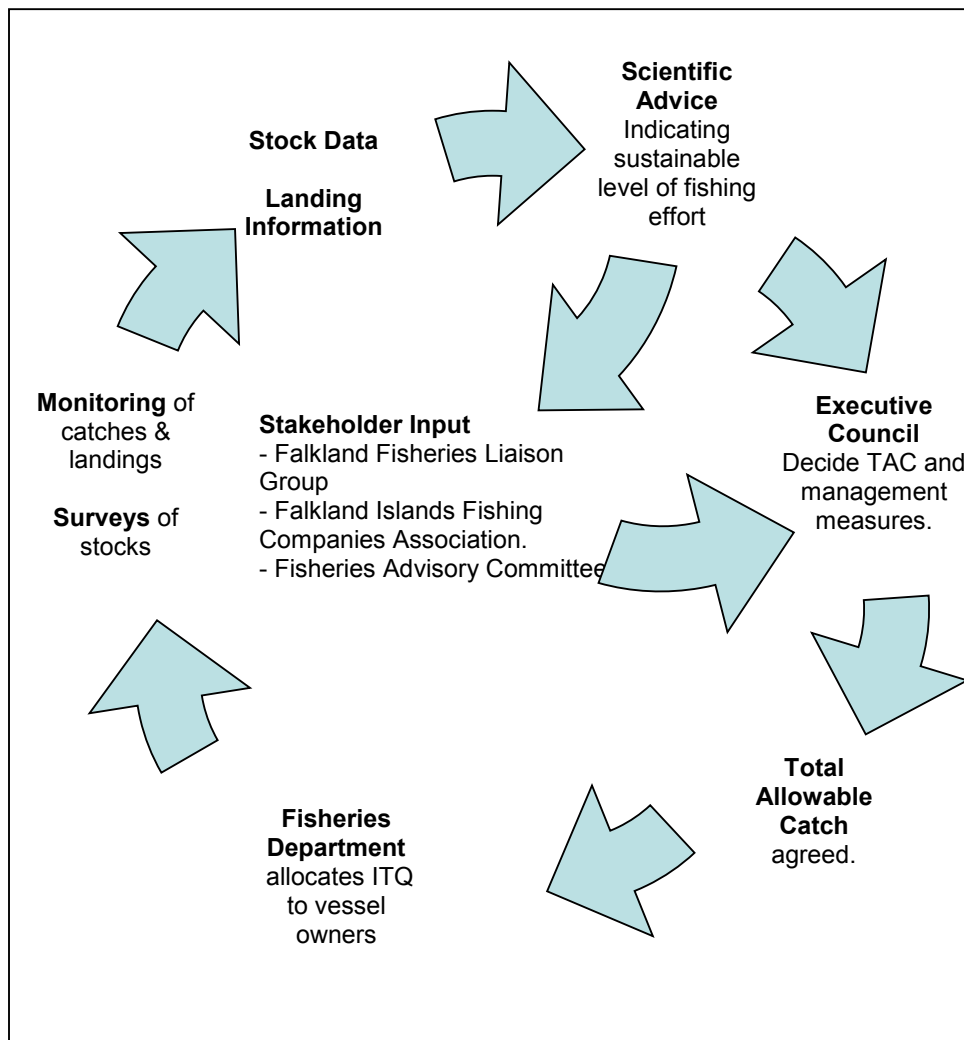 Stock Data
Landing
Information
Scientific
Advice
Indicating
sustainable
level of fishing
effort
Monitoring of
catches &
landings
Surveys of
stocks
Stakeholder Input
- Falkland Fisheries Liaison
Group
- Falkland Islands Fishing
Companies Association.
- Fisheries Advisory Committee
Executive
Council
Decide TAC and
management
measures.
Total
Allowable
Catch
agreed.
Fisheries
Department
allocates ITQ
to vessel
owners